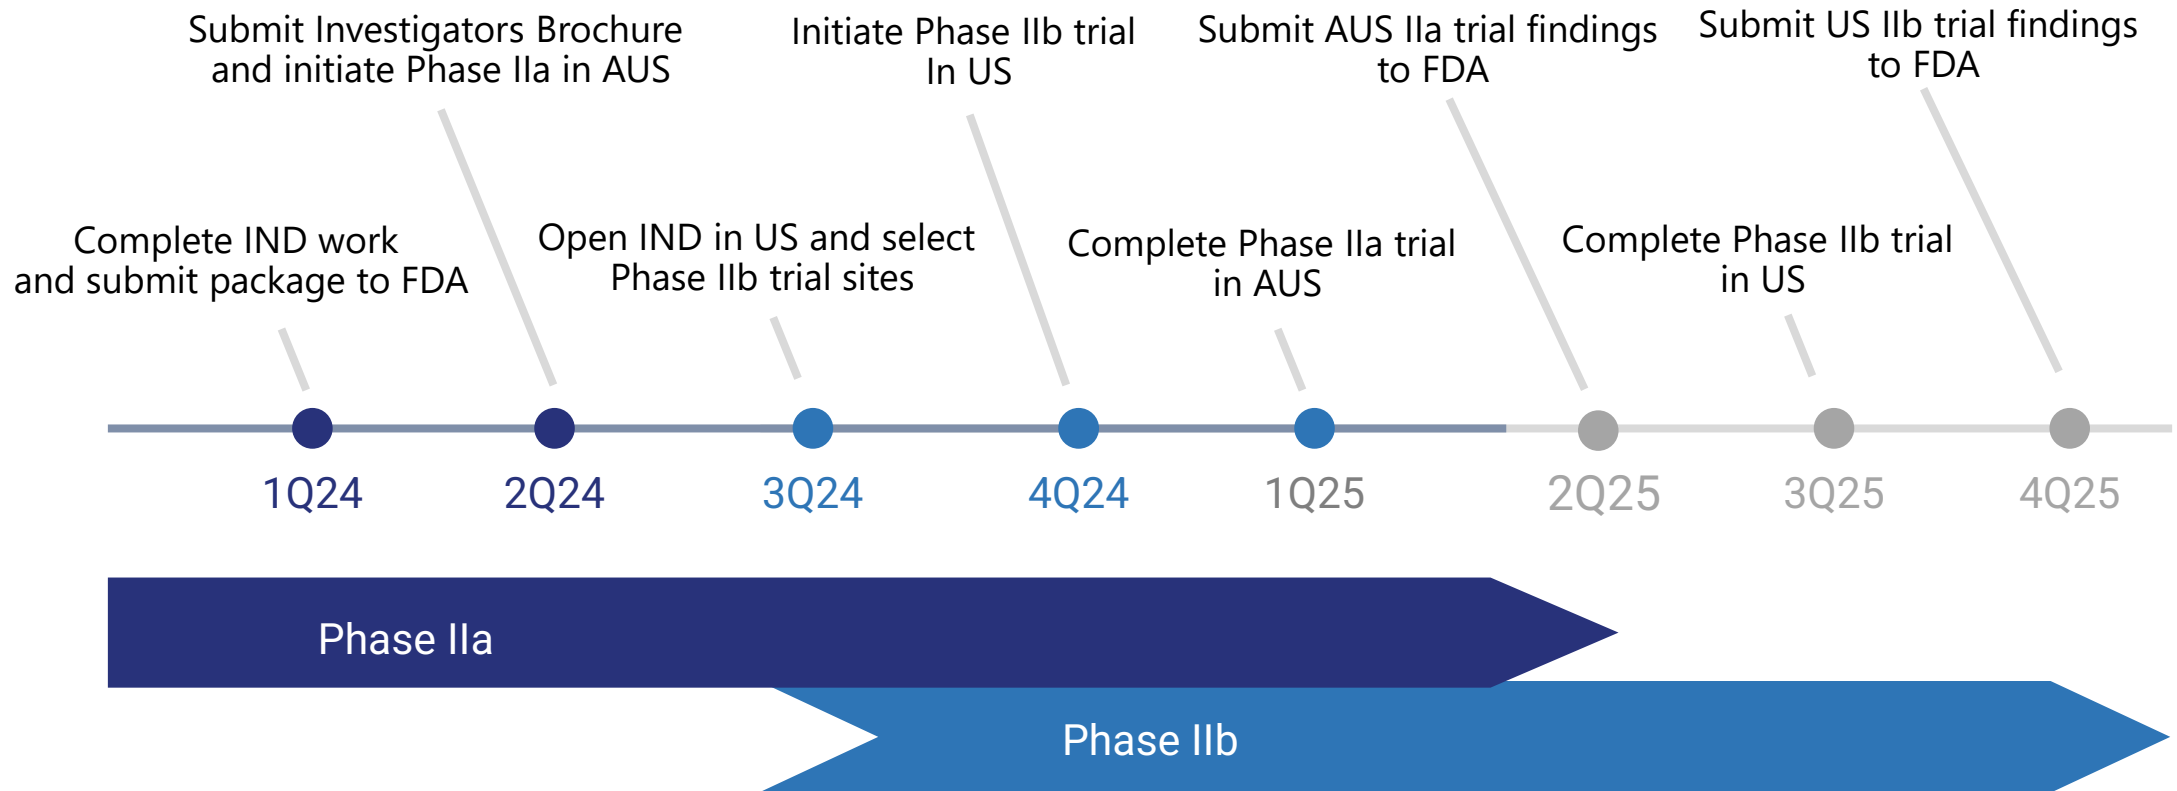 Submit Investigators Brochure
and initiate Phase IIa in AUS
Initiate Phase IIb trial
In US
Submit AUS IIa trial findings
to FDA
Submit US IIb trial findings
to FDA
Complete IND work
and submit package to FDA
Open IND in US and select
Phase IIb trial sites
Complete Phase IIa trial
in AUS
Complete Phase IIb trial
in US
1Q24
2Q24
3Q24
4Q24
1Q25
2Q25
3Q25
4Q25
Phase IIa
Phase IIb